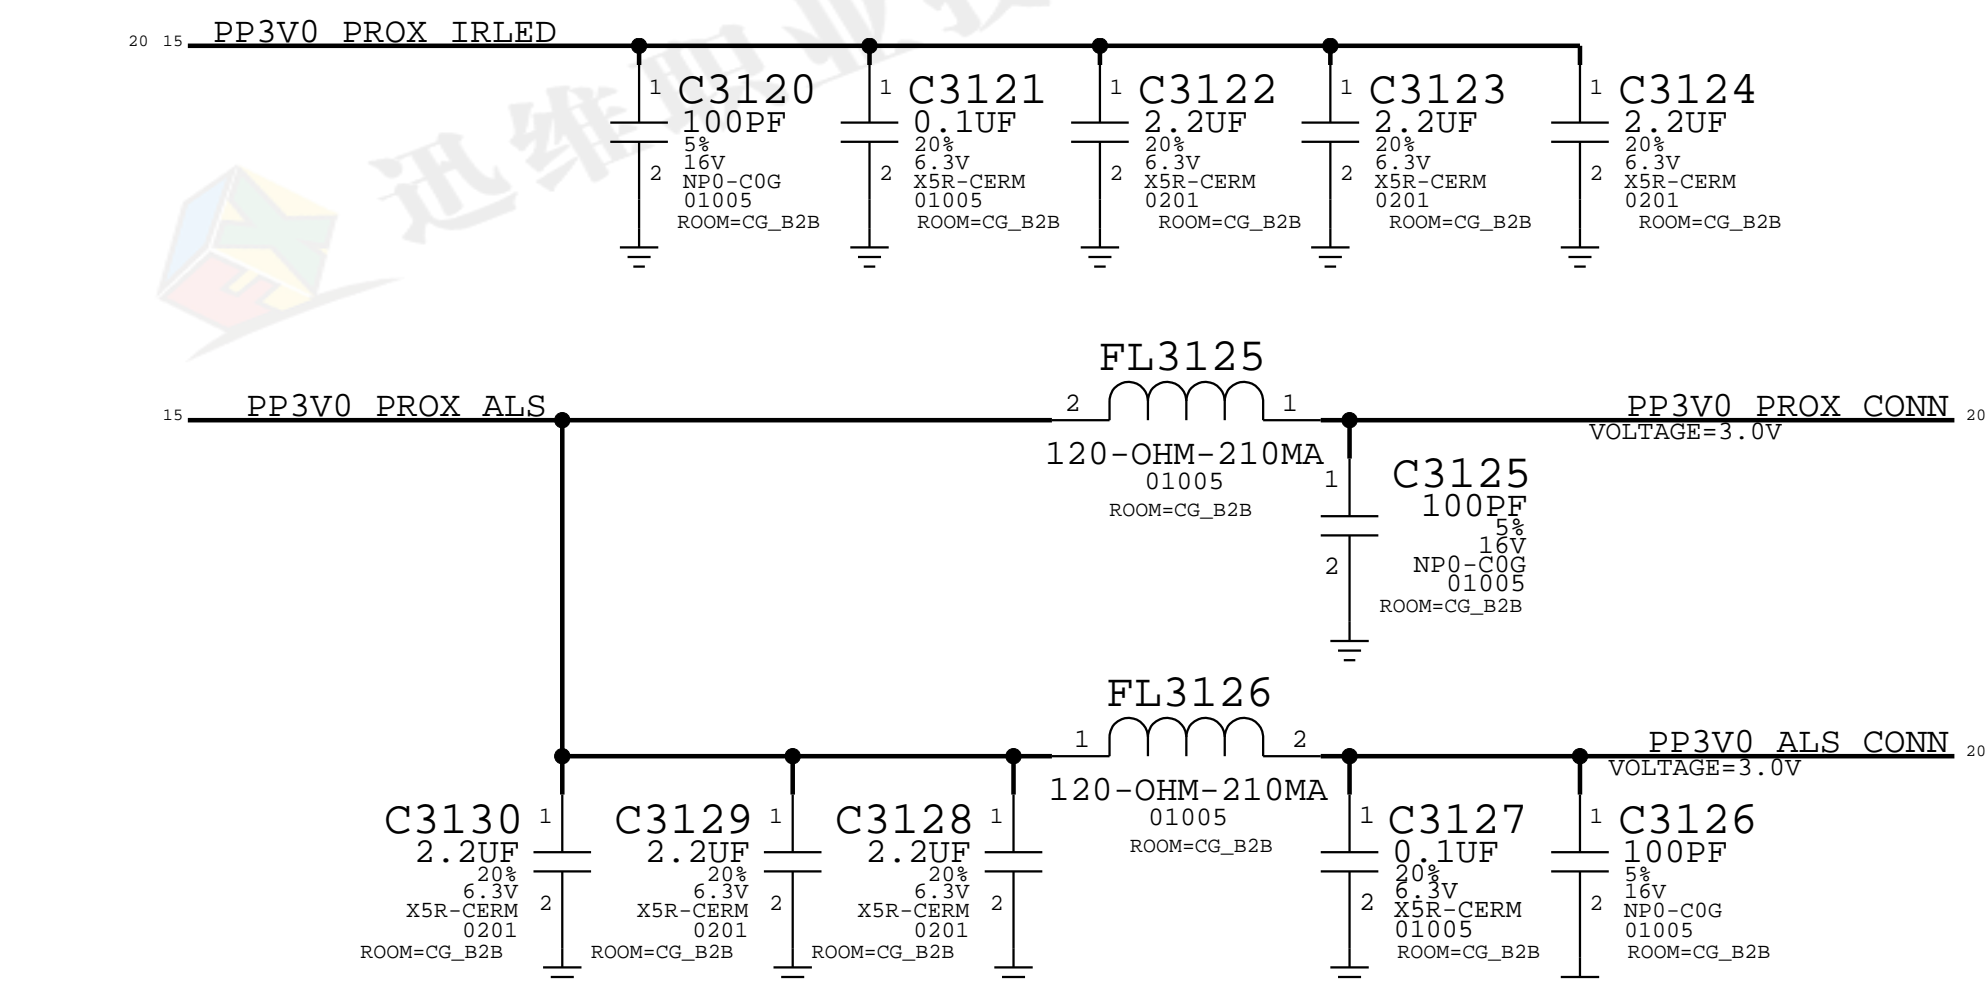 20 15 PP3V0 PROX IRLED
1 C3120
100PF
5%
16V
2 NP0-C0G
01005
ROOM=CG_B2B
1 C3121
0.1UF
20%
6.3V
2 X5R-CERM
01005
ROOM=CG_B2B
1 C3122
2.2UF
20%
6.3V
2 X5R-CERM
0201
ROOM=CG_B2B
1 C3123
2.2UF
20%
6.3V
2 X5R-CERM
0201
ROOM=CG_B2B
1 C3124
2.2UF
20%
6.3V
2 X5R-CERM
0201
ROOM=CG_B2B
迅维职业技
15 PP3V0 PROX ALS
FL3125
2 1
120-OHM-210MA
01005
ROOM=CG_B2B
PP3V0 PROX CONN 20
VOLTAGE=3.0V
1 C3125
100PF
5%
16V
2 NP0-C0G
01005
ROOM=CG_B2B
FL3126
1 2
120-OHM-210MA
01005
ROOM=CG_B2B
PP3V0 ALS CONN 20
VOLTAGE=3.0V
C3130 1
2.2UF
20%
6.3V
X5R-CERM 2
0201
ROOM=CG_B2B
C3129 1
2.2UF
20%
6.3V
X5R-CERM 2
0201
ROOM=CG_B2B
C3128 1
2.2UF
20%
6.3V
X5R-CERM 2
0201
ROOM=CG_B2B
1 C3127
0.1UF
20%
6.3V
2 X5R-CERM
01005
ROOM=CG_B2B
1 C3126
100PF
5%
16V
2 NP0-C0G
01005
ROOM=CG_B2B